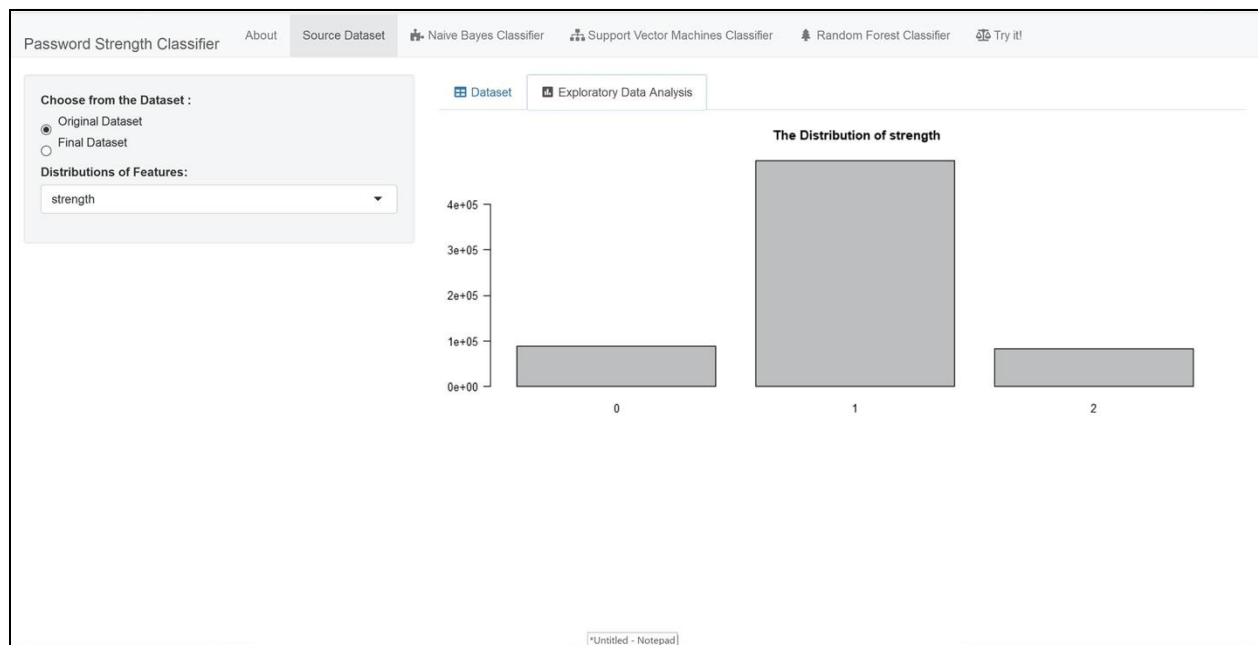 Password Strength Classifier About Source Dataset Naive Bayes Classifier Support Vector Machines Classifier Random Forest Classifier Try it!
Choose from the Dataset :
Original Dataset
Final Dataset
Distributions of Features:
strength
Dataset Exploratory Data Analysis
The Distribution of strength
4e+05
3e+05
2e+05
1e+05
0e+00
0 1 2
*Untitled - Notepad